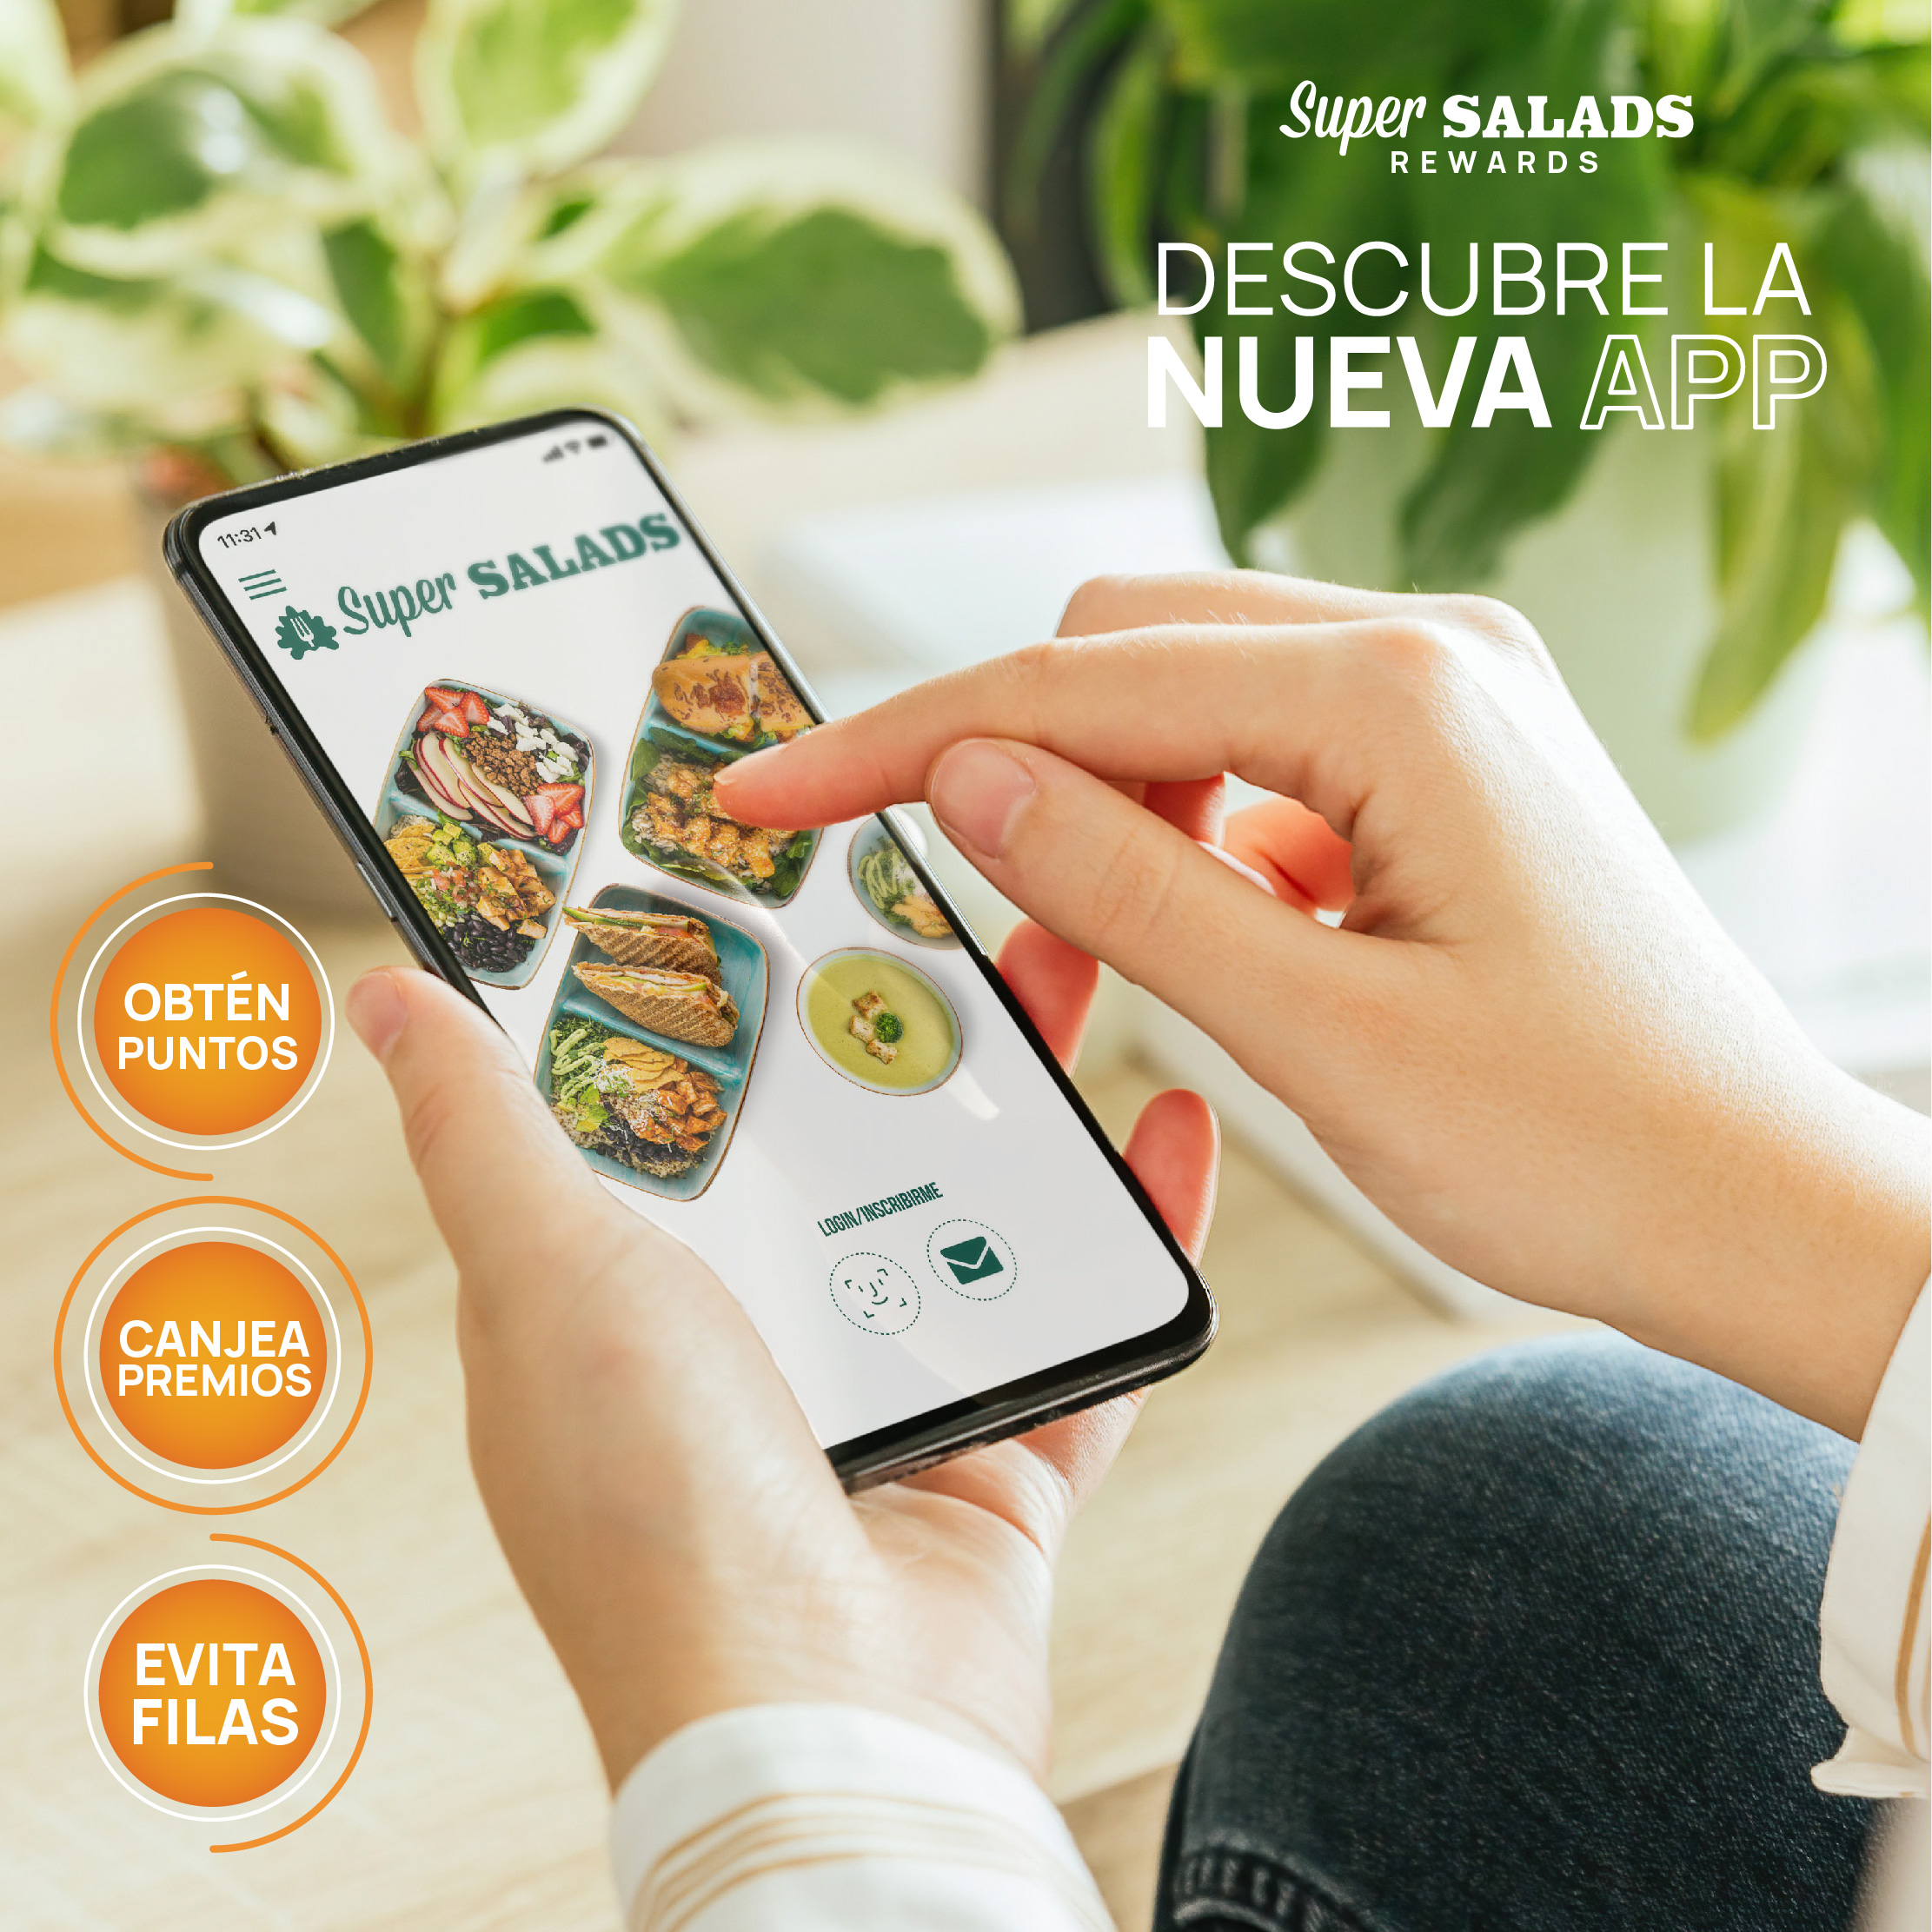 Super SALADS
REWARDS
DESCUBRE LA
NUEVA APP
11:31
Super SALADS
LOGIN/INSCRIBIRME
OBTÉN
PUNTOS
CANJEA
PREMIOS
EVITA
FILAS